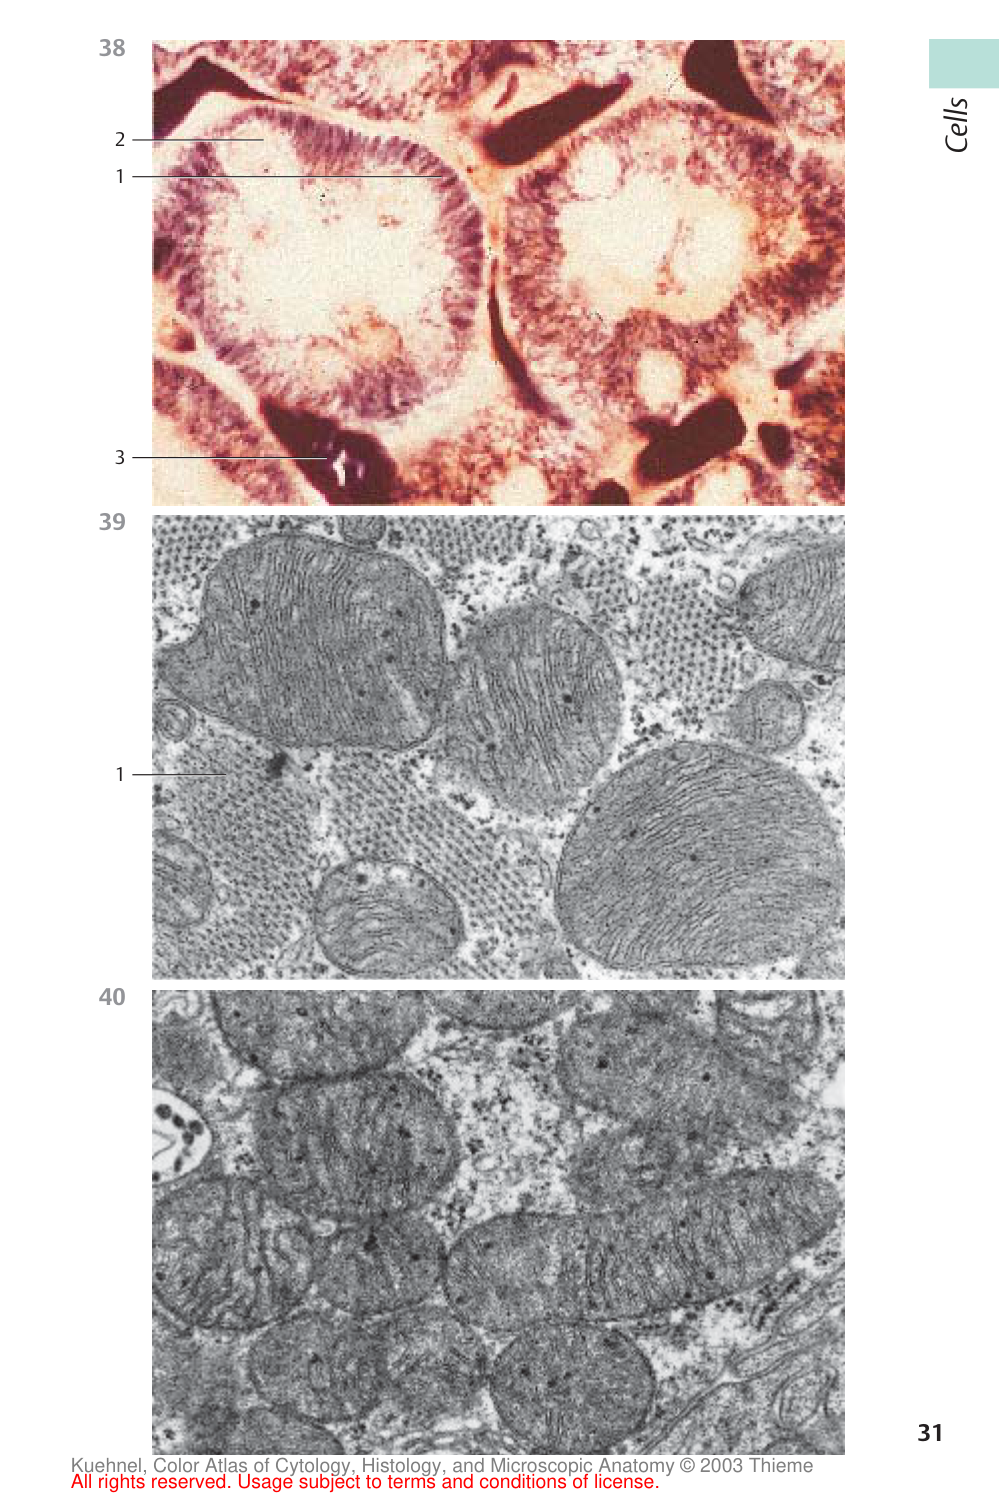 38
Cells
2
1
3
39
1
40
31
Kuehnel, Color Atlas of Cytology, Histology, and Microscopic Anatomy © 2003 Thieme
All rights reserved. Usage subject to terms and conditions of license.